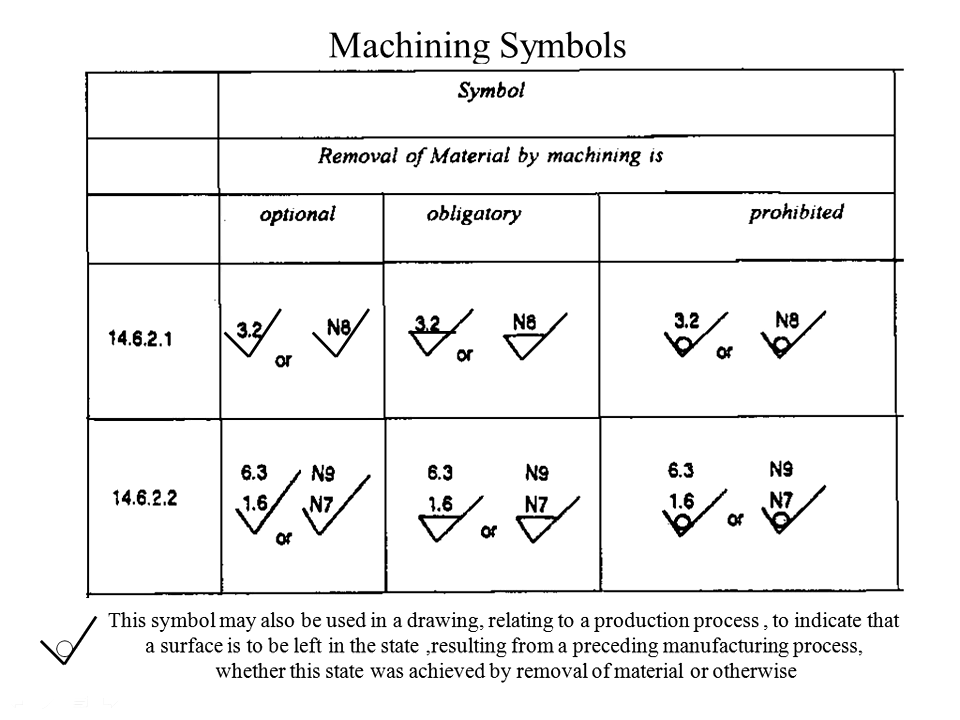 Machining Symbols
Symbol
Removal of Material by machining is
optional obligatory prohibited
14.6.2.1 3.2 or N8 3.2 or N8 3.2 or N8
6.3 N9 6.3 N9 6.3 N9
14.6.2.2 1.6 or N7 1.6 or N7 1.6 or N7
This symbol may also be used in a drawing, relating to a production process , to indicate that
a surface is to be left in the state ,resulting from a preceding manufacturing process,
whether this state was achieved by removal of material or otherwise